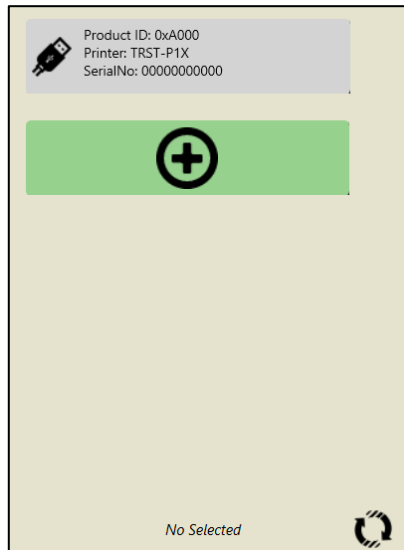 Product ID: 0xA000
Printer: TRST-P1X
SerialNo: 00000000000
No Selected